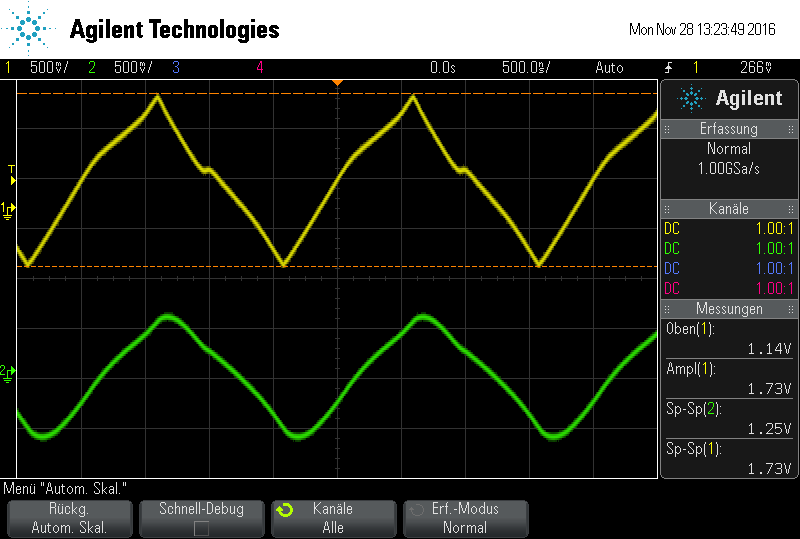 Agilent Technologies
Mon Nov 28 13:23:49 2016
1 500mV/ 2 500mV/ 3 4 0.0s 500.0ns/ Auto 1 266mV
Agilent
Erfassung
Normal
1.00GSa/s
Kanäle
DC 1.00:1
DC 1.00:1
DC 1.00:1
DC 1.00:1
Messungen
Oben(1):
1.14V
Ampl(1):
1.73V
Sp-Sp(2):
1.25V
Sp-Sp(1):
1.73V
T
1
2
Menü "Autom. Skal."
Rückg.
Autom. Skal.
Schnell-Debug
Kanäle
Alle
Erf.-Modus
Normal